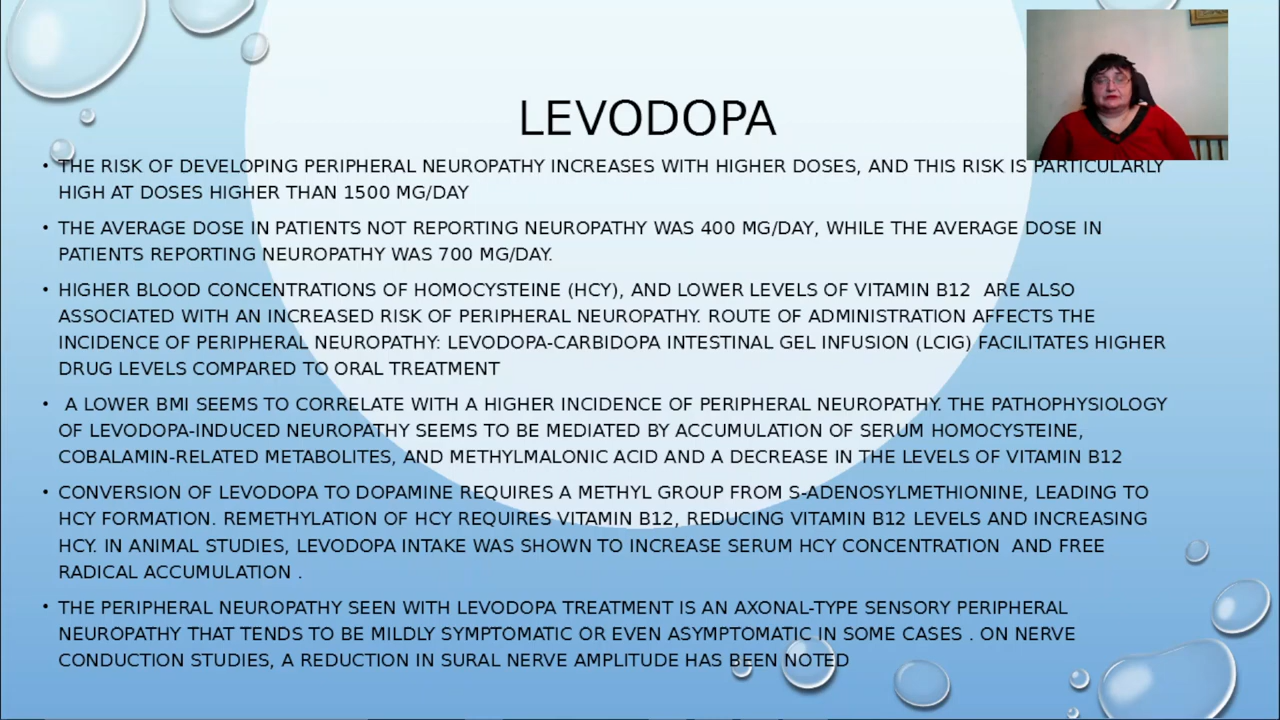 LEVODOPA
• THE RISK OF DEVELOPING PERIPHERAL NEUROPATHY INCREASES WITH HIGHER DOSES, AND THIS RISK IS PARTICULARLY
HIGH AT DOSES HIGHER THAN 1500 MG/DAY
• THE AVERAGE DOSE IN PATIENTS NOT REPORTING NEUROPATHY WAS 400 MG/DAY, WHILE THE AVERAGE DOSE IN
PATIENTS REPORTING NEUROPATHY WAS 700 MG/DAY.
• HIGHER BLOOD CONCENTRATIONS OF HOMOCYSTEINE (HCY), AND LOWER LEVELS OF VITAMIN B12 ARE ALSO
ASSOCIATED WITH AN INCREASED RISK OF PERIPHERAL NEUROPATHY. ROUTE OF ADMINISTRATION AFFECTS THE
INCIDENCE OF PERIPHERAL NEUROPATHY: LEVODOPA-CARBIDOPA INTESTINAL GEL INFUSION (LCIG) FACILITATES HIGHER
DRUG LEVELS COMPARED TO ORAL TREATMENT
• A LOWER BMI SEEMS TO CORRELATE WITH A HIGHER INCIDENCE OF PERIPHERAL NEUROPATHY. THE PATHOPHYSIOLOGY
OF LEVODOPA-INDUCED NEUROPATHY SEEMS TO BE MEDIATED BY ACCUMULATION OF SERUM HOMOCYSTEINE,
COBALAMIN-RELATED METABOLITES, AND METHYLMALONIC ACID AND A DECREASE IN THE LEVELS OF VITAMIN B12
• CONVERSION OF LEVODOPA TO DOPAMINE REQUIRES A METHYL GROUP FROM S-ADENOSYLMETHIONINE, LEADING TO
HCY FORMATION. REMETHYLATION OF HCY REQUIRES VITAMIN B12, REDUCING VITAMIN B12 LEVELS AND INCREASING
HCY. IN ANIMAL STUDIES, LEVODOPA INTAKE WAS SHOWN TO INCREASE SERUM HCY CONCENTRATION AND FREE
RADICAL ACCUMULATION .
• THE PERIPHERAL NEUROPATHY SEEN WITH LEVODOPA TREATMENT IS AN AXONAL-TYPE SENSORY PERIPHERAL
NEUROPATHY THAT TENDS TO BE MILDLY SYMPTOMATIC OR EVEN ASYMPTOMATIC IN SOME CASES . ON NERVE
CONDUCTION STUDIES, A REDUCTION IN SURAL NERVE AMPLITUDE HAS BEEN NOTED